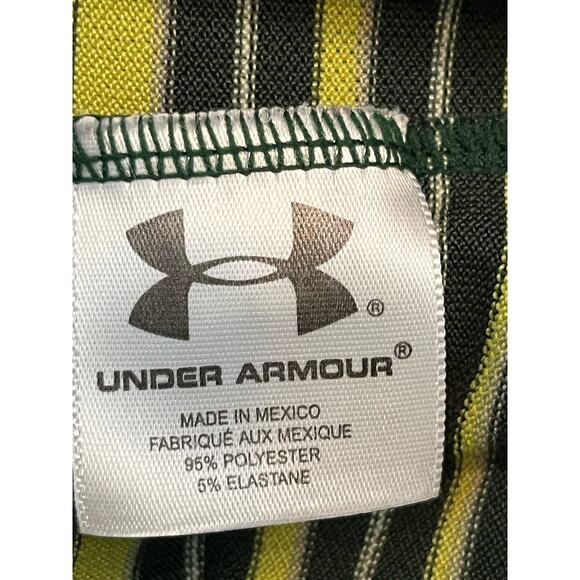 ®
UNDER ARMOUR®
MADE IN MEXICO
FABRIQUÉ AUX MEXIQUE
95% POLYESTER
5% ELASTANE